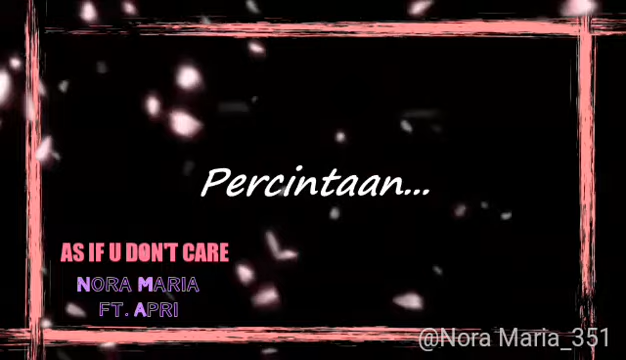 Percintaan...
AS IF U DON'T CARE
NORA MARIA
FT. APRI
@Nora Maria_351